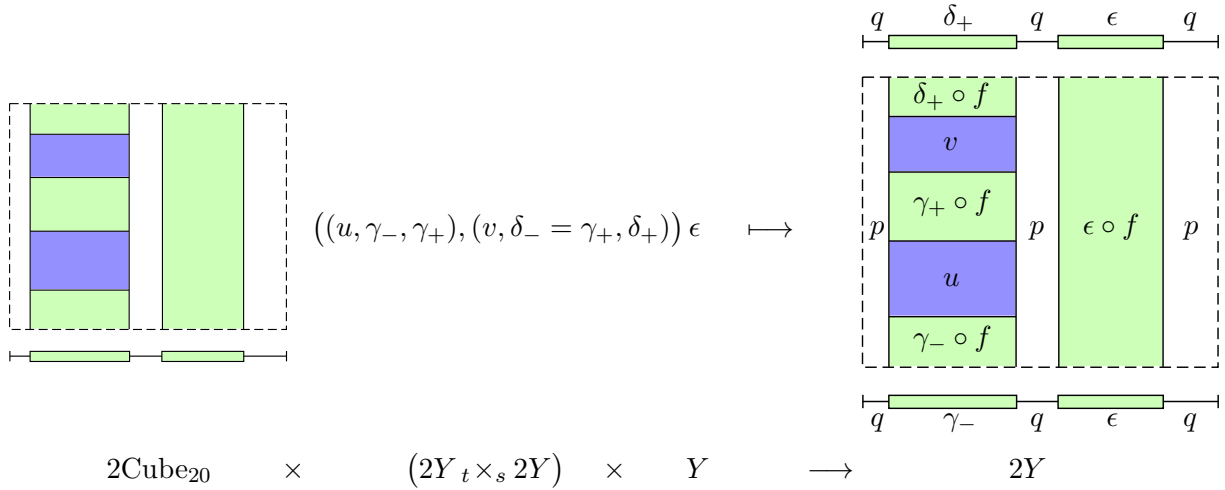 q δ₊ q ϵ q
δ₊ ∘ f
v
γ₊ ∘ f
((u, γ₋, γ₊), (v, δ₋ = γ₊, δ₊)) ϵ ⟼ p p ϵ ∘ f p
u
γ₋ ∘ f
q γ₋ q ϵ q
2Cube₂₀ × (2Y ₜ×ₛ 2Y) × Y ⟶ 2Y